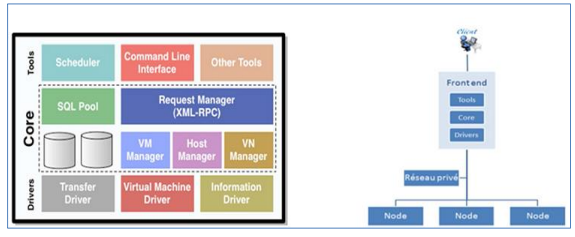 Tools
Scheduler
Command Line
Interface
Other Tools
Core
SQL Pool
Request Manager
(XML-RPC)
VM
Manager
Host
Manager
VN
Manager
Drivers
Transfer
Driver
Virtual Machine
Driver
Information
Driver
Client
Frontend
Tools
Core
Drivers
Réseau privé
Node
Node
Node